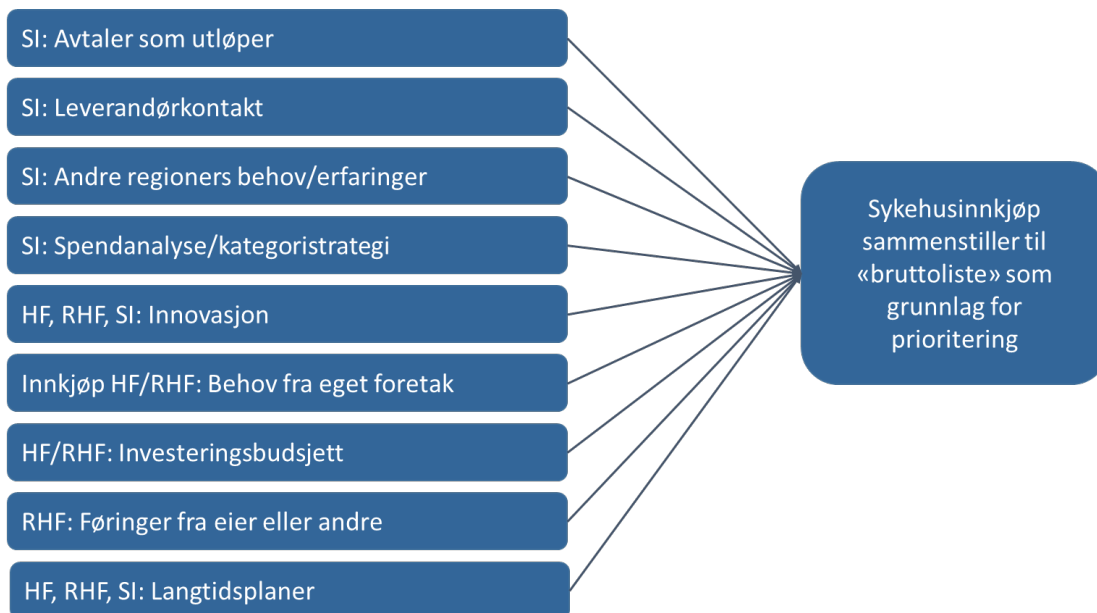 SI: Avtaler som utløper
SI: Leverandørkontakt
SI: Andre regioners behov/erfaringer
SI: Spendanalyse/kategoristrategi
HF, RHF, SI: Innovasjon
Innkjøp HF/RHF: Behov fra eget foretak
HF/RHF: Investeringsbudsjett
RHF: Føringer fra eier eller andre
HF, RHF, SI: Langtidsplaner
Sykehusinnkjøp
sammenstiller til
«bruttoliste» som
grunnlag for
prioritering